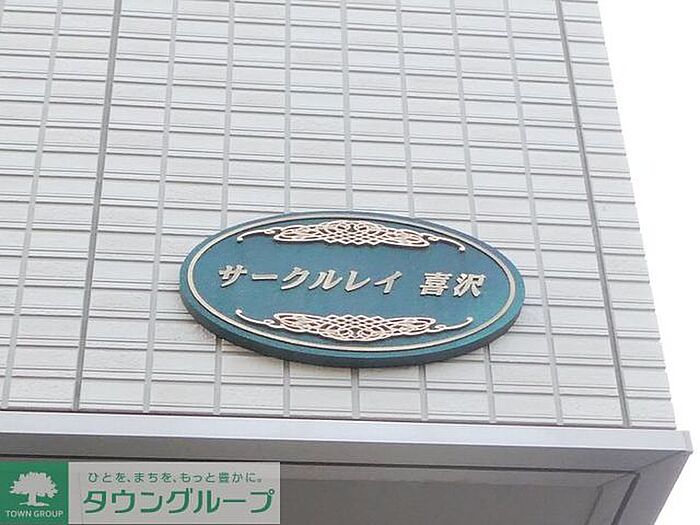 サークルレイ 喜沢
ひとを、まちを、もっと豊かに。
TOWN GROUP
タウングループ